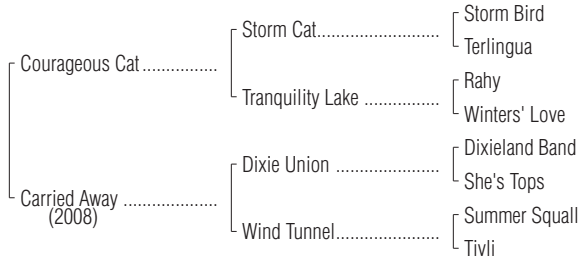 Storm Bird
Storm Cat
Terlingua
Courageous Cat
Rahy
Tranquility Lake
Winters' Love
Dixieland Band
Dixie Union
She's Tops
Carried Away
(2008)
Summer Squall
Wind Tunnel
Tivli